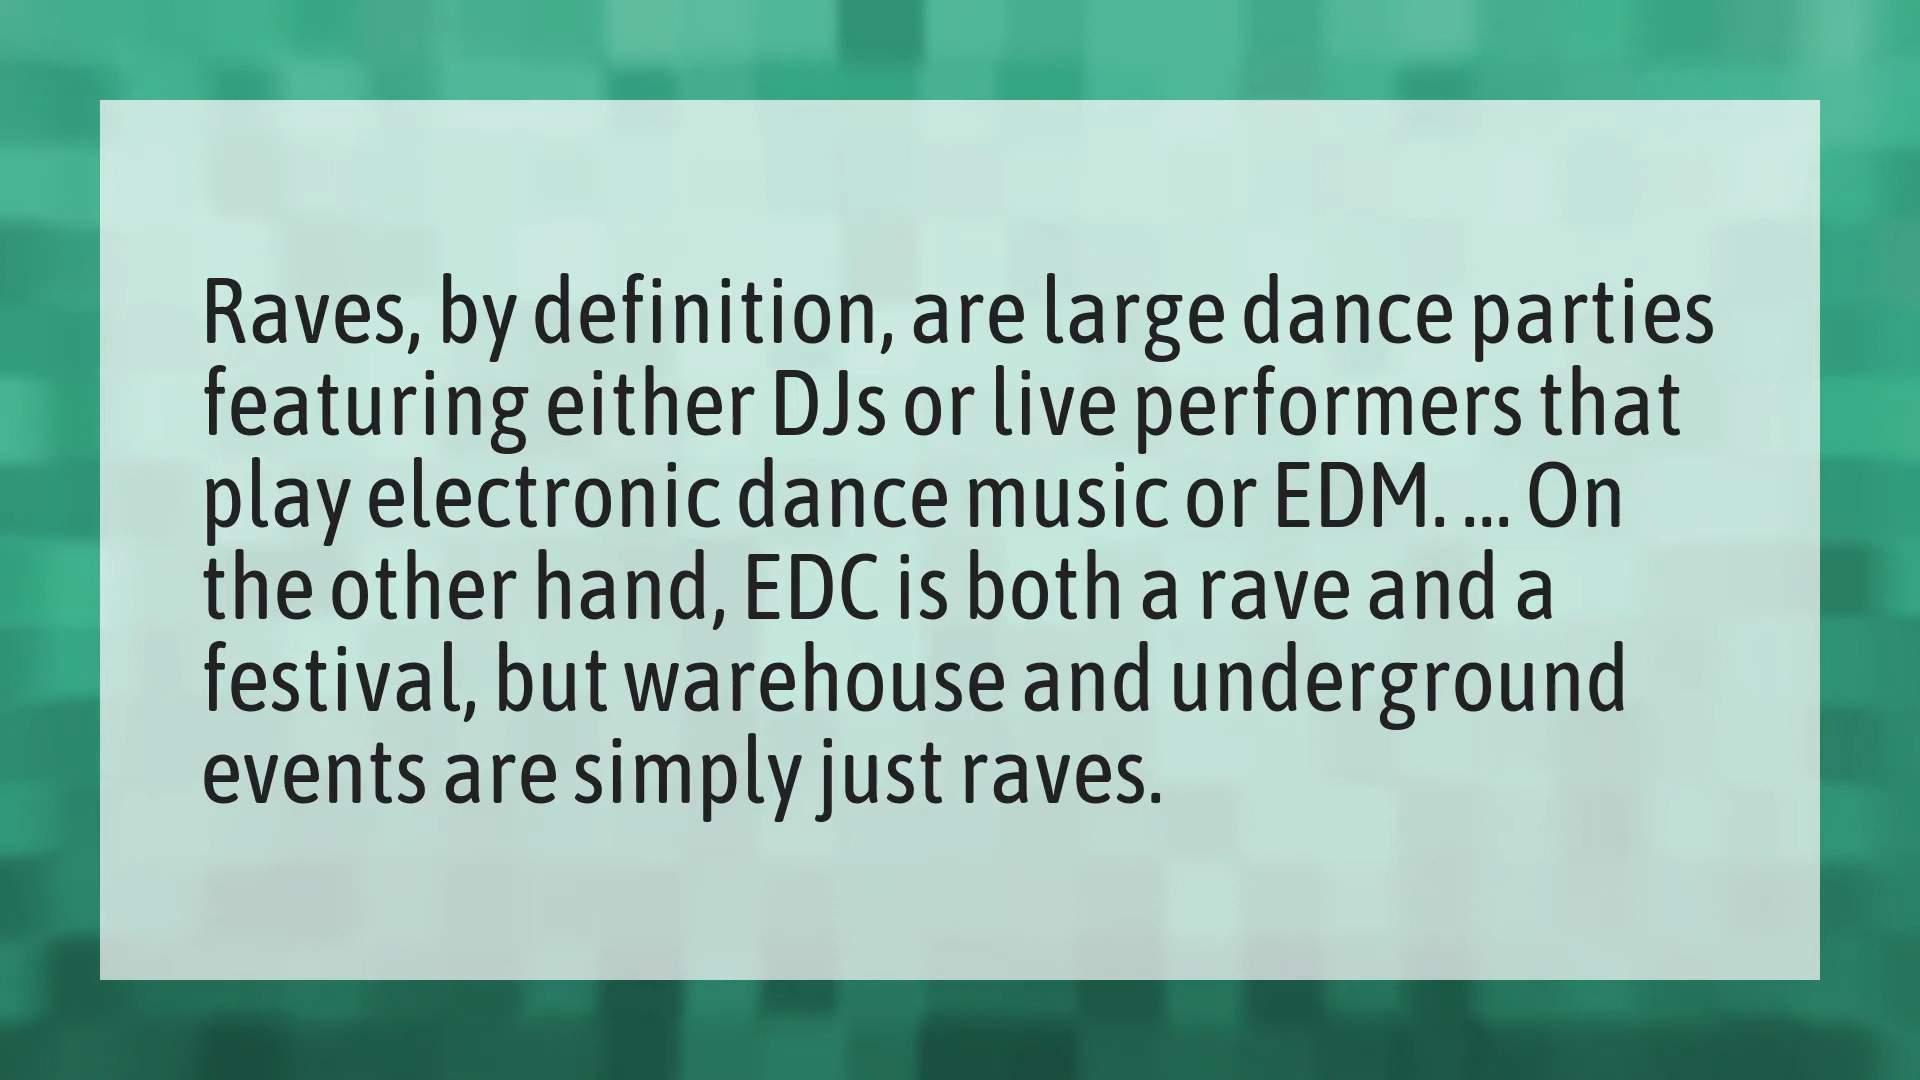 Raves, by definition, are large dance parties
featuring either DJs or live performers that
play electronic dance music or EDM. ... On
the other hand, EDC is both a rave and a
festival, but warehouse and underground
events are simply just raves.